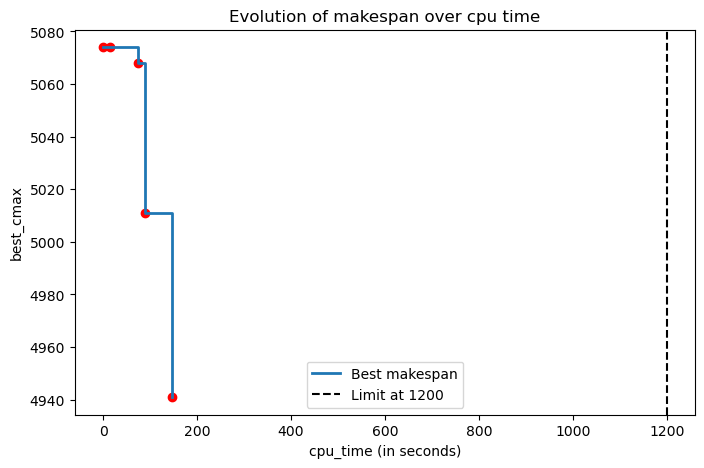 Evolution of makespan over cpu time
best_cmax
5080
5060
5040
5020
5000
4980
4960
4940
Best makespan
Limit at 1200
0 200 400 600 800 1000 1200
cpu_time (in seconds)